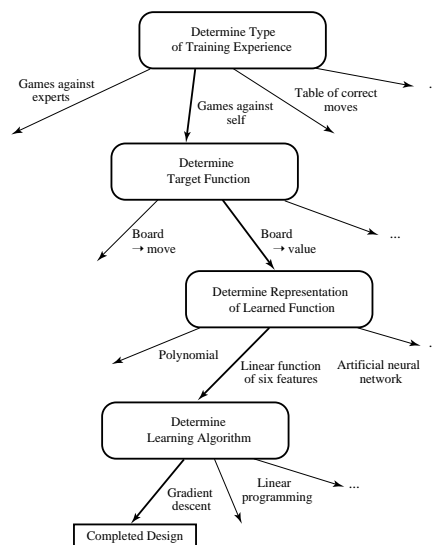 Determine Type
of Training Experience
Games against
experts
Games against
self
Table of correct
moves
...
Determine
Target Function
Board
→ move
Board
→ value
...
Determine Representation
of Learned Function
Polynomial
Linear function
of six features
Artificial neural
network
...
Determine
Learning Algorithm
Gradient
descent
Linear
programming
...
Completed Design